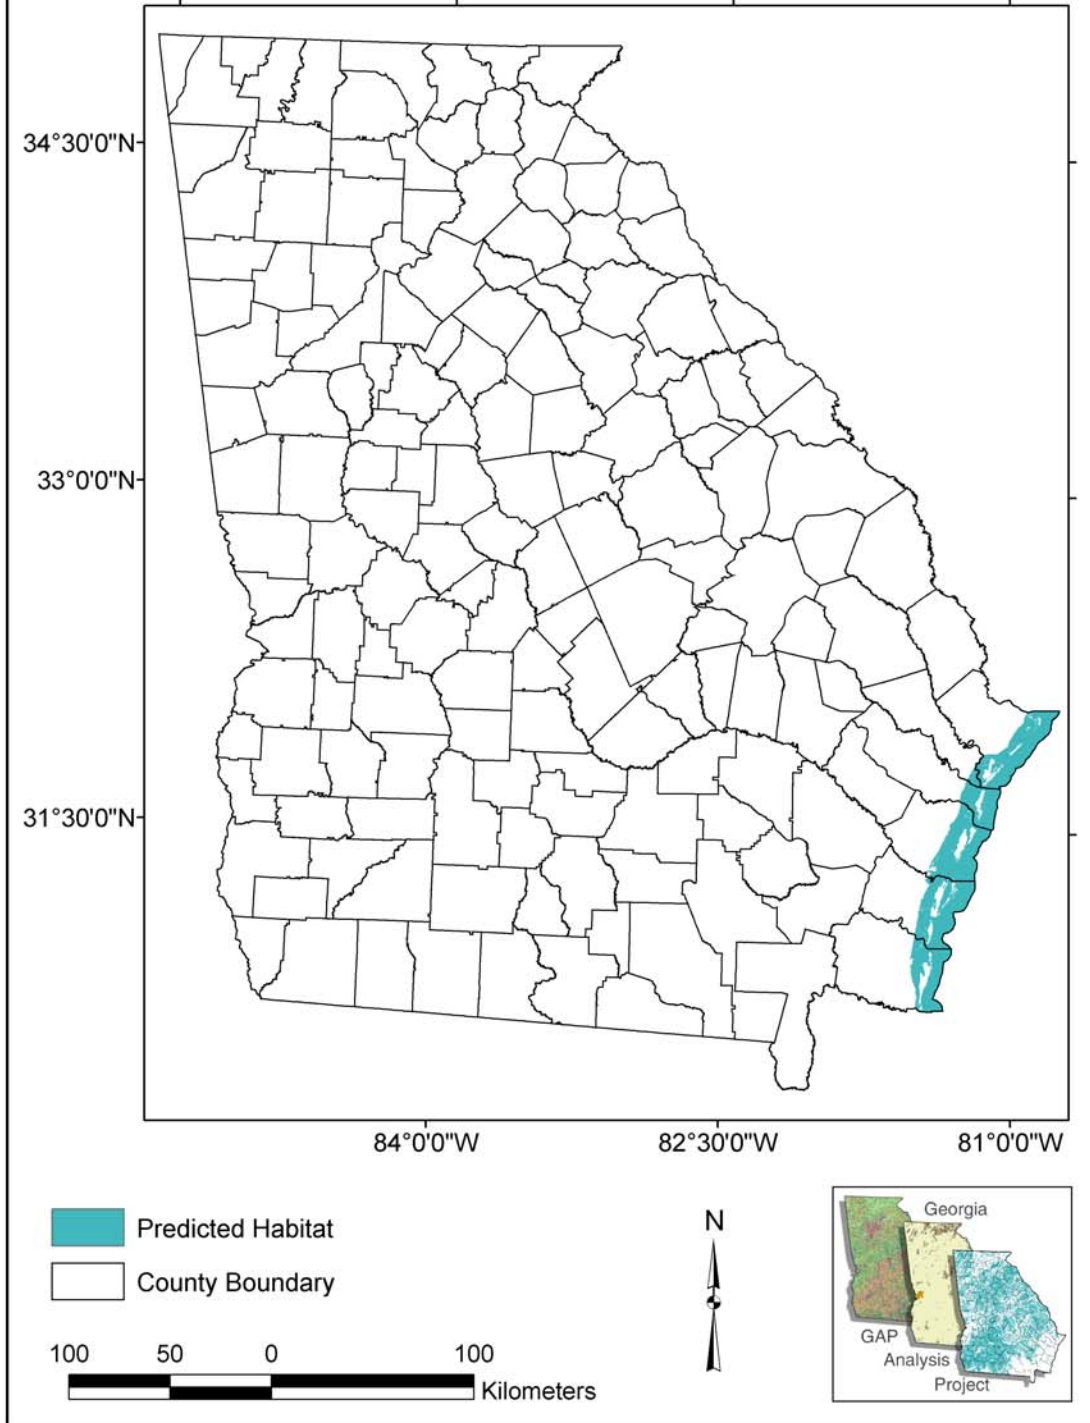 34°30'0"N
33°0'0"N
31°30'0"N
84°0'0"W 82°30'0"W 81°0'0"W
Predicted Habitat
County Boundary
100 50 0 100
Kilometers
N
Georgia
GAP
Analysis
Project